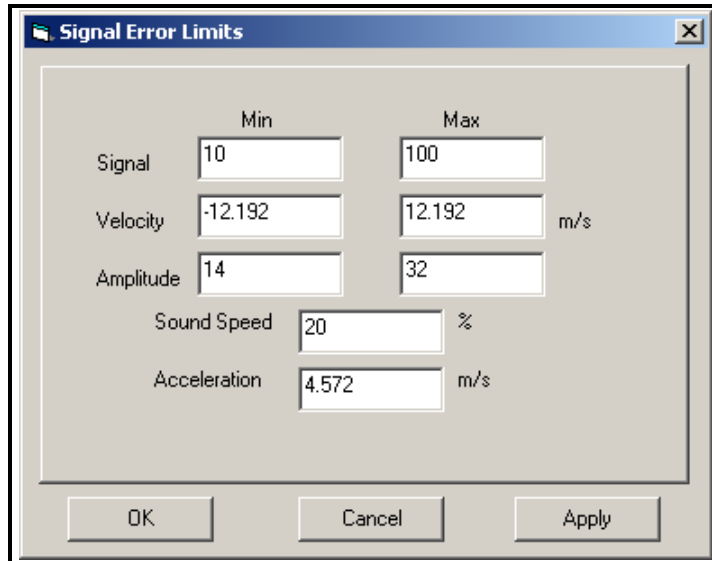 Signal Error Limits
Min Max
Signal 10 100
Velocity -12.192 12.192 m/s
Amplitude 14 32
Sound Speed 20 %
Acceleration 4.572 m/s
OK Cancel Apply